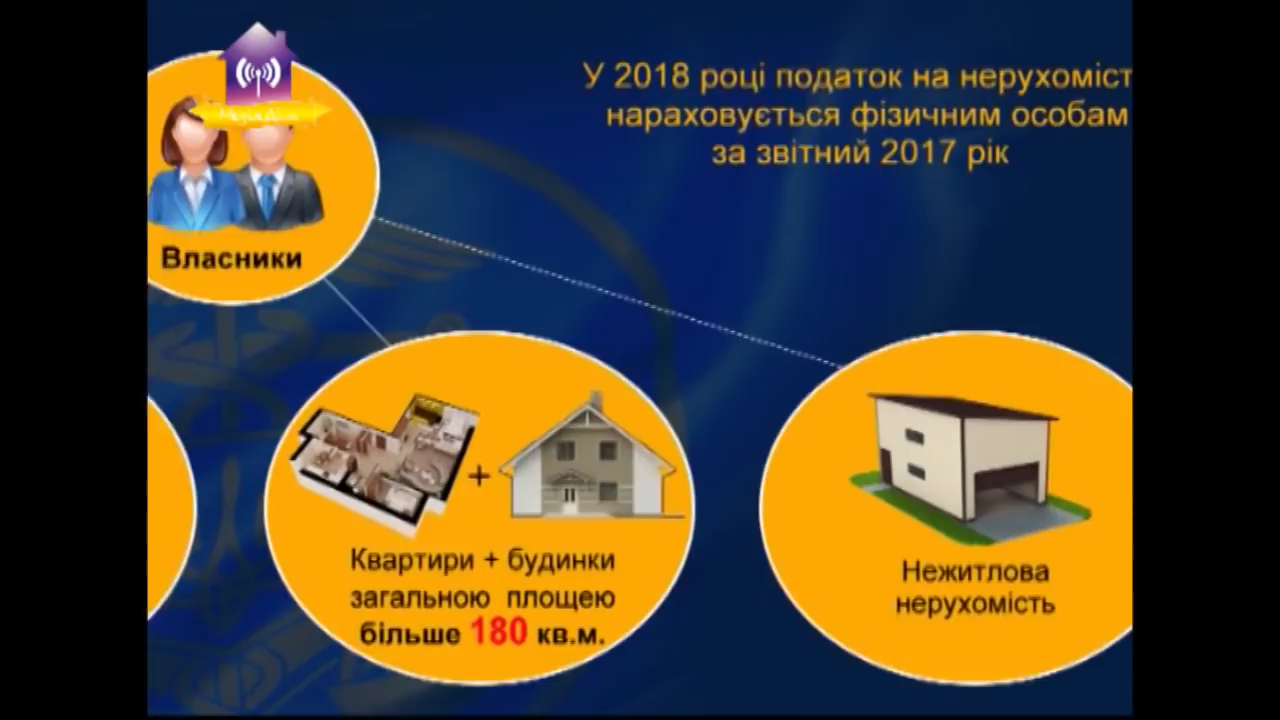 У 2018 році податок на нерухоміст
нараховується фізичним особам
за звітний 2017 рік
Власники
+
Квартири + будинки
загальною площею
більше 180 кв.м.
Нежитлова
нерухомість